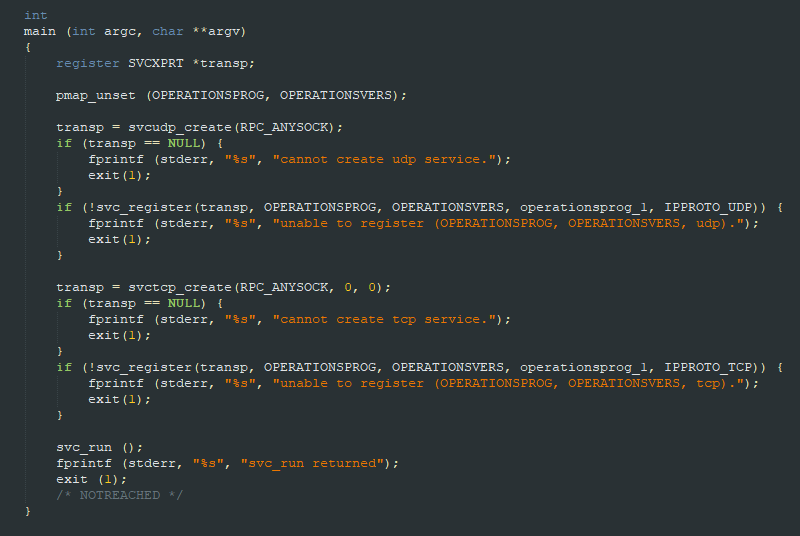 int
main (int argc, char **argv)
{
    register SVCXPRT *transp;

    pmap_unset (OPERATIONSPROG, OPERATIONSVERS);

    transp = svcudp_create(RPC_ANYSOCK);
    if (transp == NULL) {
        fprintf (stderr, "%s", "cannot create udp service.");
        exit(1);
    }
    if (!svc_register(transp, OPERATIONSPROG, OPERATIONSVERS, operationsprog_1, IPPROTO_UDP)) {
        fprintf (stderr, "%s", "unable to register (OPERATIONSPROG, OPERATIONSVERS, udp).");
        exit(1);
    }

    transp = svctcp_create(RPC_ANYSOCK, 0, 0);
    if (transp == NULL) {
        fprintf (stderr, "%s", "cannot create tcp service.");
        exit(1);
    }
    if (!svc_register(transp, OPERATIONSPROG, OPERATIONSVERS, operationsprog_1, IPPROTO_TCP)) {
        fprintf (stderr, "%s", "unable to register (OPERATIONSPROG, OPERATIONSVERS, tcp).");
        exit(1);
    }

    svc_run ();
    fprintf (stderr, "%s", "svc_run returned");
    exit (1);
    /* NOTREACHED */
}